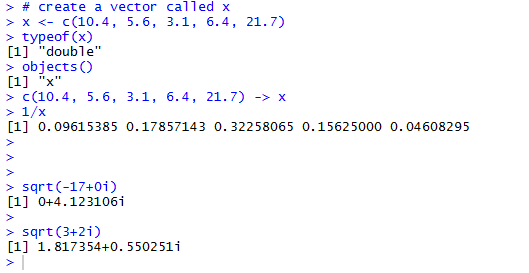 > # create a vector called x
> x <- c(10.4, 5.6, 3.1, 6.4, 21.7)
> typeof(x)
[1] "double"
> objects()
[1] "x"
> c(10.4, 5.6, 3.1, 6.4, 21.7) -> x
> 1/x
[1] 0.09615385 0.17857143 0.32258065 0.15625000 0.04608295
>
>
>
> sqrt(-17+0i)
[1] 0+4.123106i
>
> sqrt(3+2i)
[1] 1.817354+0.550251i
>